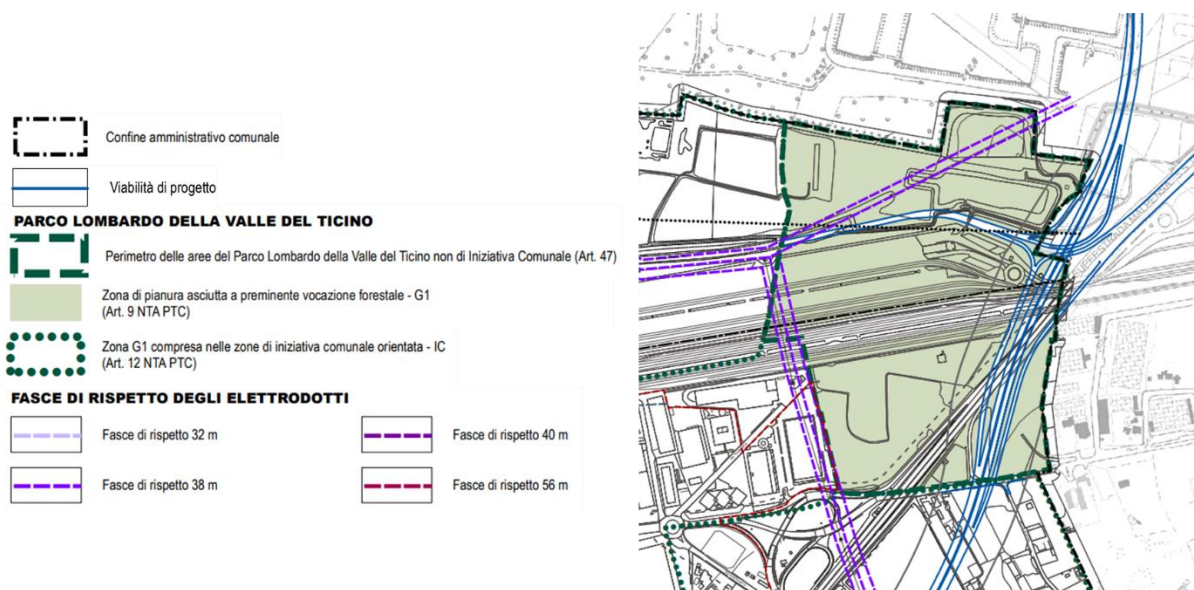 Confine amministrativo comunale
Viabilità di progetto
PARCO LOMBARDO DELLA VALLE DEL TICINO
Perimetro delle aree del Parco Lombardo della Valle del Ticino non di Iniziativa Comunale (Art. 47)
Zona di pianura asciutta a preminente vocazione forestale - G1
(Art. 9 NTA PTC)
Zona G1 compresa nelle zone di iniziativa comunale orientata - IC
(Art. 12 NTA PTC)
FASCE DI RISPETTO DEGLI ELETTRODOTTI
Fasce di rispetto 32 m
Fasce di rispetto 40 m
Fasce di rispetto 38 m
Fasce di rispetto 56 m